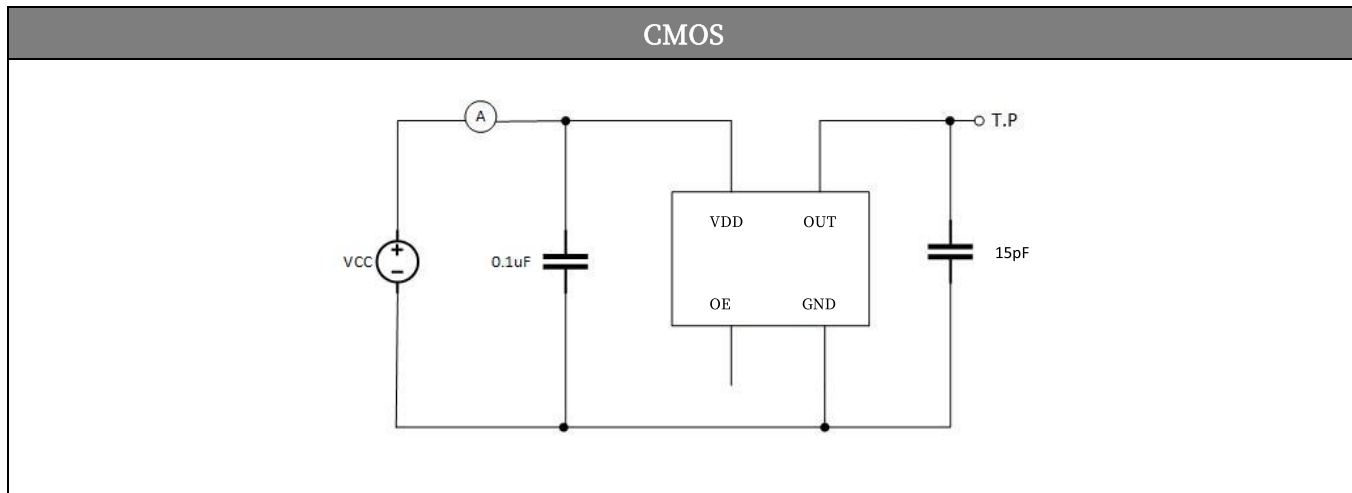 CMOS
A
T.P
VDD OUT
VCC
+
−
0.1uF
15pF
OE GND